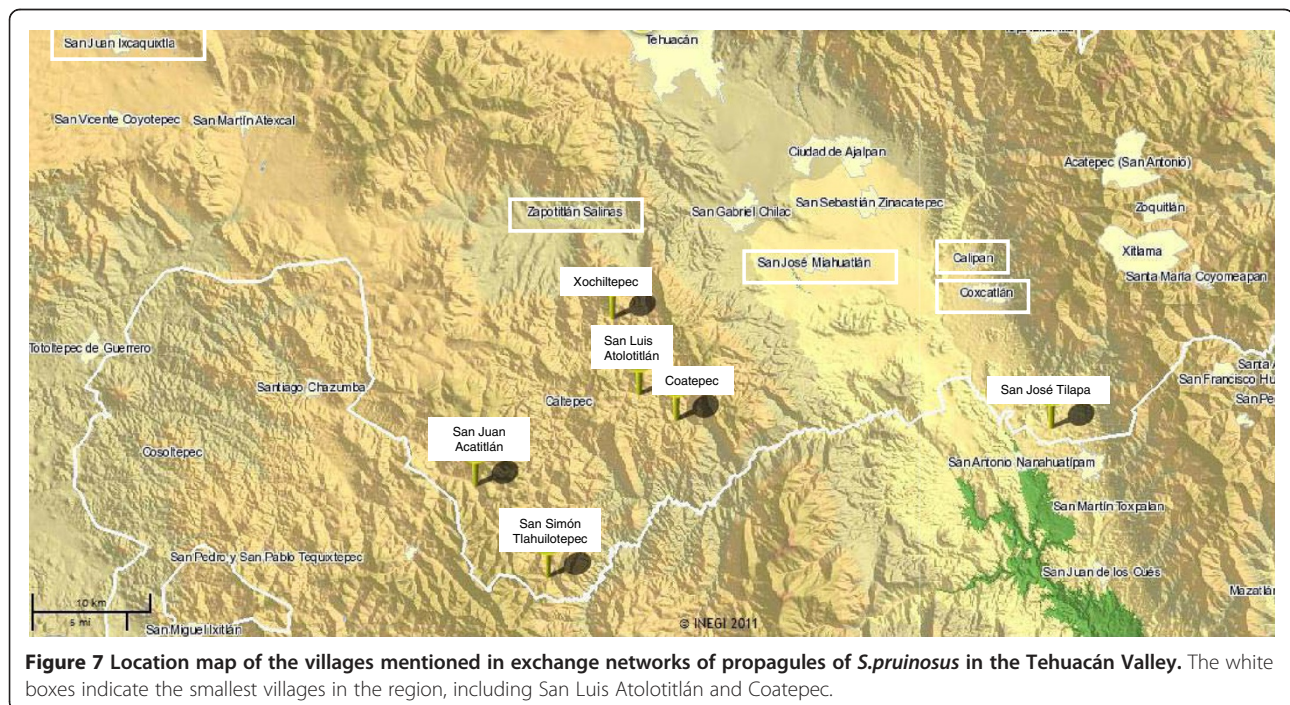 San Juan Ixcaquixtla
Tehuacán
San Vicente Coyotepec
San Martín Atexcal
Ciudad de Ajalpan
Acatepec (San Antonio)
Zapotitlán Salinas
San Gabriel Chilac
San Sebastián Zinacatepec
Zoquitlán
San José Miahuatlán
Calipan
Xitlama
Santa María Coyomeapan
Xochiltepec
Coxcatlán
San Luis
Atolotitlán
Totoltepec de Guerrero
Santiago Chazumba
Caltepec
Coatepec
San José Tilapa
Santa
San Francisco Hu
San Pe
San Juan
Acatitlán
Cosoltepec
San Antonio Nanahuatípam
San Martín Toxpalan
San Simón
Tlahuilotepec
San Pedro y San Pablo Tequixtepec
San Juan de los Cués
Mazatlán
10 km
5 mi
San Miguel Ixitlán
© INEGI 2011
Figure 7 Location map of the villages mentioned in exchange networks of propagules of S.pruinosus in the Tehuacán Valley. The white
boxes indicate the smallest villages in the region, including San Luis Atolotitlán and Coatepec.